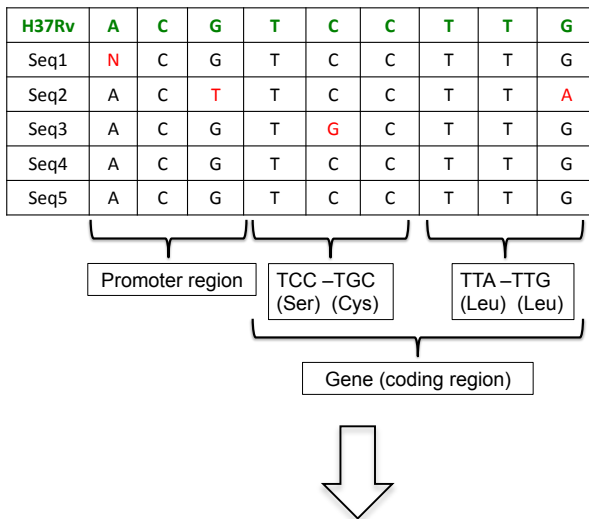 H37Rv A C G T C C T T G
Seq1 N C G T C C T T G
Seq2 A C T T C C T T A
Seq3 A C G T G C T T G
Seq4 A C G T C C T T G
Seq5 A C G T C C T T G
Promoter region
TCC –TGC
(Ser) (Cys)
TTA –TTG
(Leu) (Leu)
Gene (coding region)